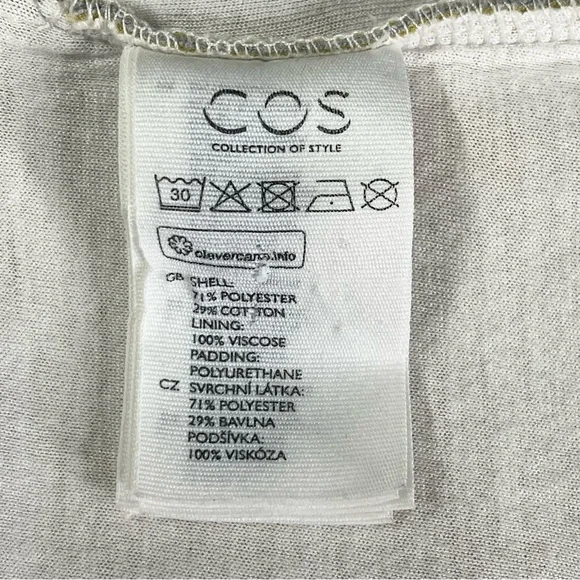 COS
COLLECTION OF STYLE
30
clevercare.info
GB SHELL:
71% POLYESTER
29% COTTON
LINING:
100% VISCOSE
PADDING:
POLYURETHANE
CZ SVRCHNÍ LÁTKA:
71% POLYESTER
29% BAVLNA
PODŠÍVKA:
100% VISKÓZA